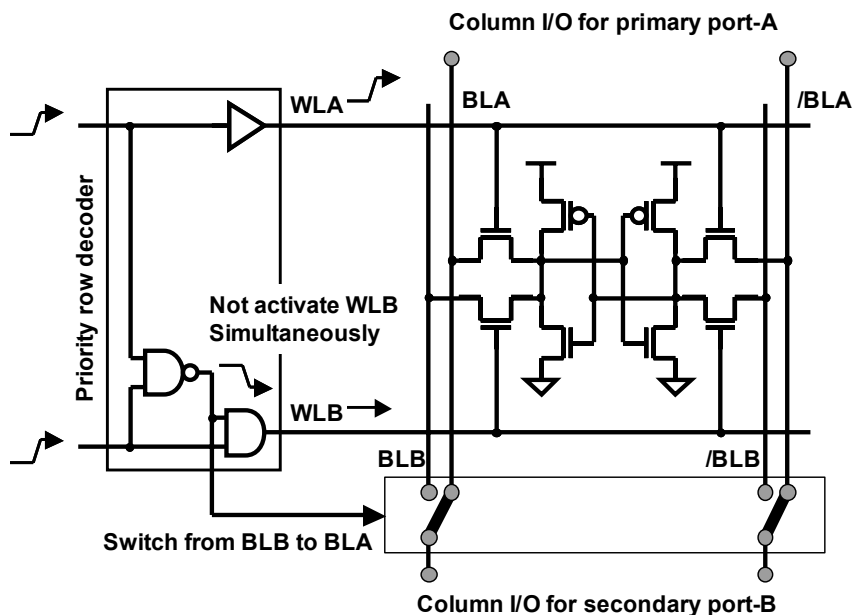 Column I/O for primary port-A
WLA
BLA
/BLA
Priority row decoder
Not activate WLB
Simultaneously
WLB
BLB
/BLB
Switch from BLB to BLA
Column I/O for secondary port-B